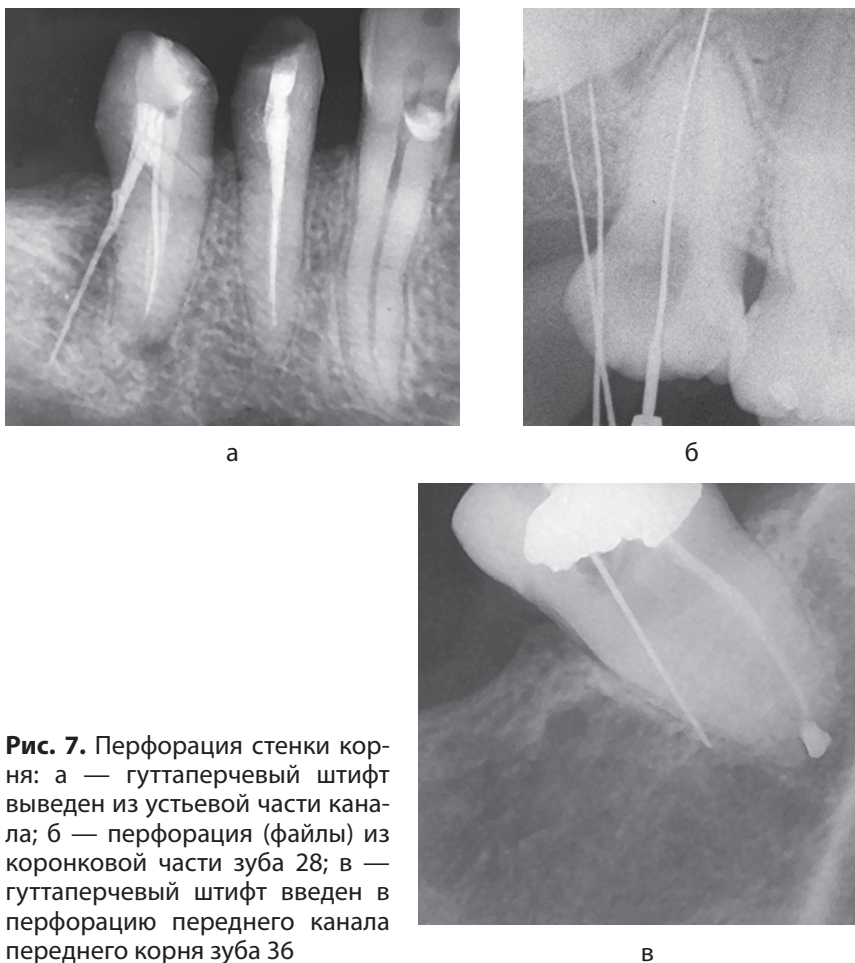 а
б
Рис. 7. Перфорация стенки кор-
ня: а — гуттаперчевый штифт
выведен из устьевой части кана-
ла; б — перфорация (файлы) из
коронковой части зуба 28; в —
гуттаперчевый штифт введен в
перфорацию переднего канала
переднего корня зуба 36
в